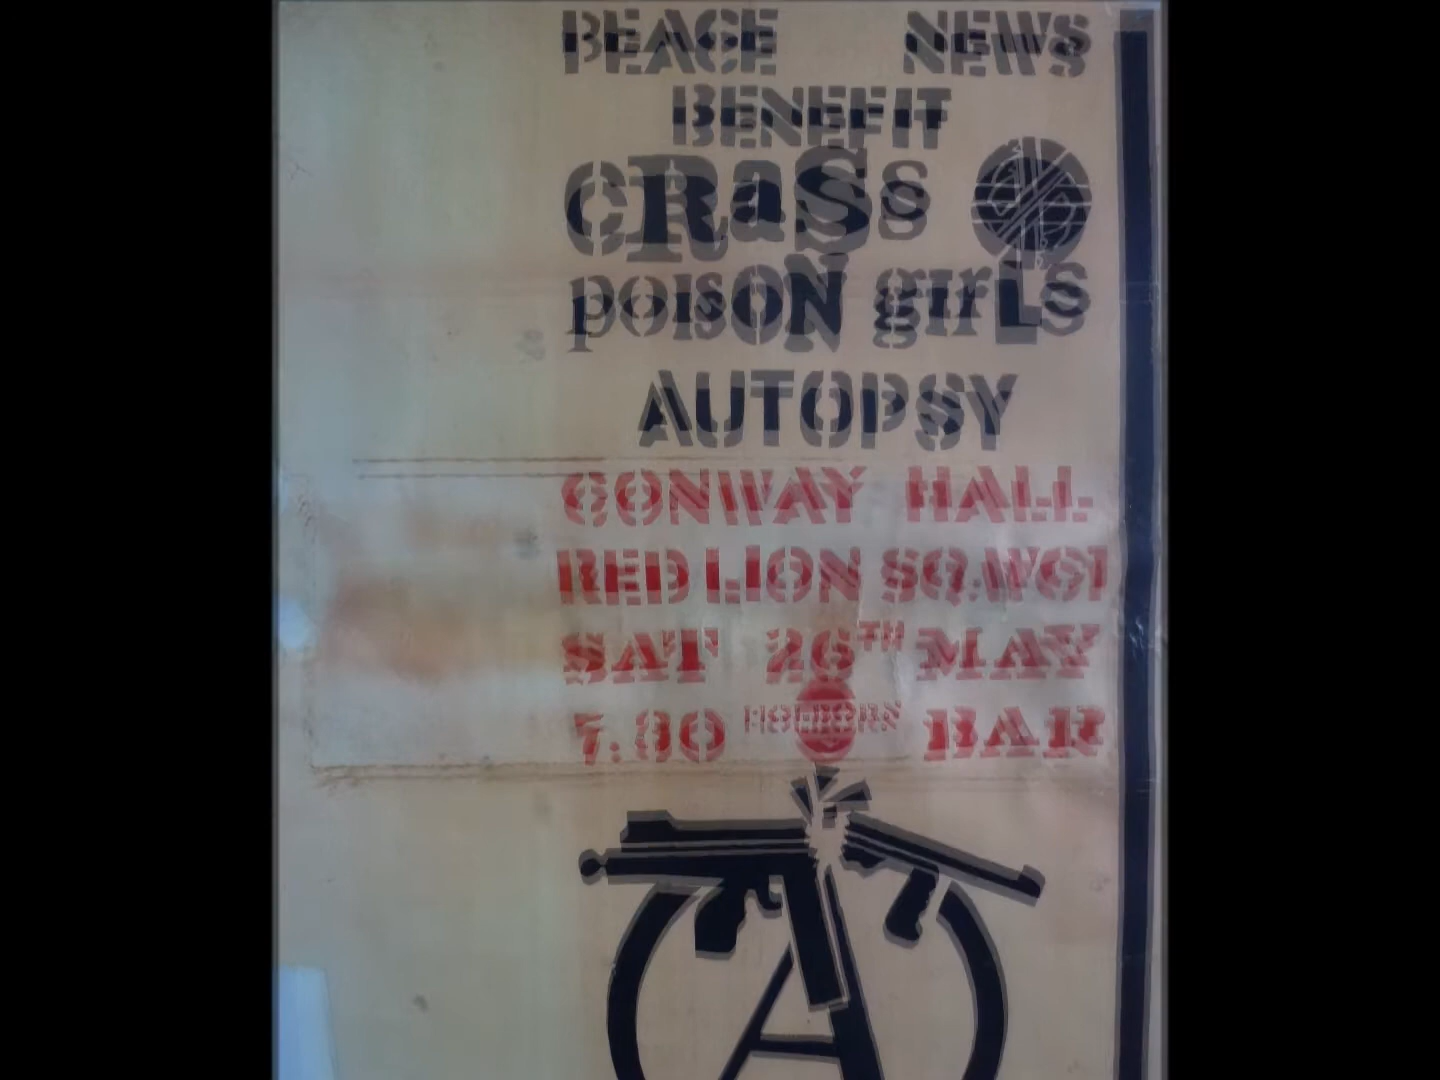 PEACE NEWS
BENEFIT
CRaSS
poisoN girLS
AUTOPSY
CONWAY HALL
RED LION SQ. WC1
SAT 26TH MAY
7:30 BAR